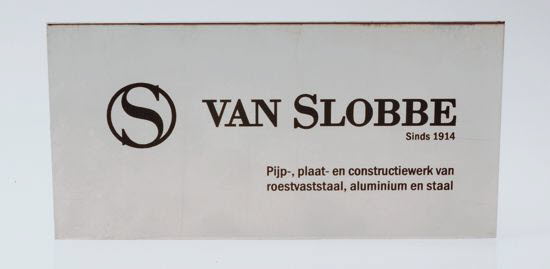 S
VAN SLOBBE
Sinds 1914
Pijp-, plaat- en constructiewerk van
roestvaststaal, aluminium en staal